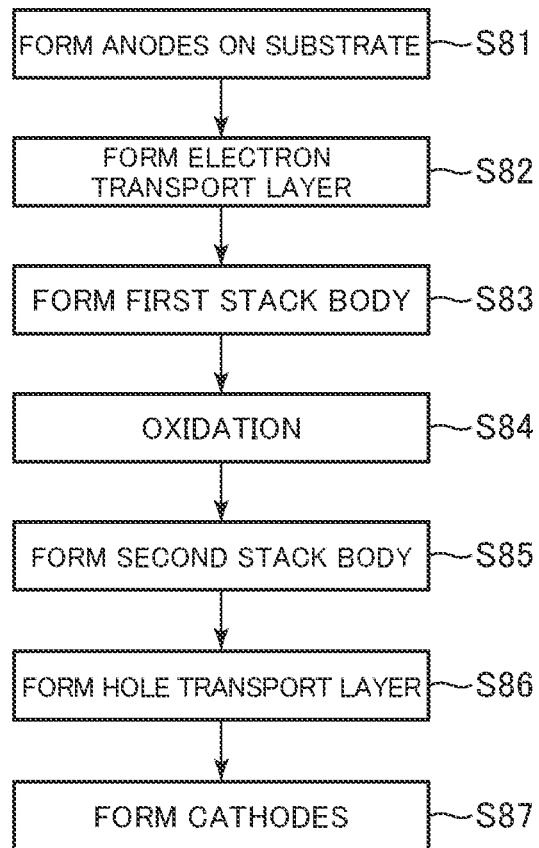 FORM ANODES ON SUBSTRATE S81
FORM ELECTRON
TRANSPORT LAYER S82
FORM FIRST STACK BODY S83
OXIDATION S84
FORM SECOND STACK BODY S85
FORM HOLE TRANSPORT LAYER S86
FORM CATHODES S87